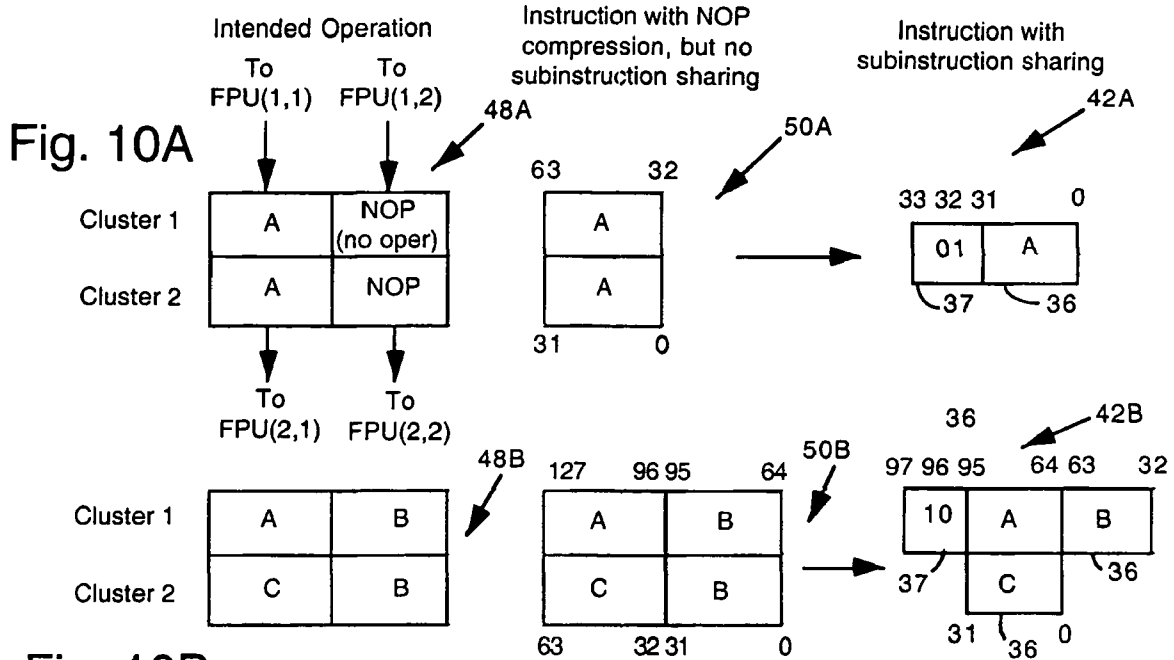 Intended Operation
To
FPU(1,1)
To
FPU(1,2)
48A
Instruction with NOP
compression, but no
subinstruction sharing
50A
Instruction with
subinstruction sharing
42A
Fig. 10A
63 32
33 32 31 0
Cluster 1
A
NOP
(no oper)
A
01 A
Cluster 2
A
NOP
A
37
36
31 0
To
FPU(2,1)
To
FPU(2,2)
48B
50B
36
42B
127 96 95 64
97 96 95 64 63 32
Cluster 1
A B
A B
10 A B
Cluster 2
C B
C B
37
C
36
63 32 31 0
31 36 0